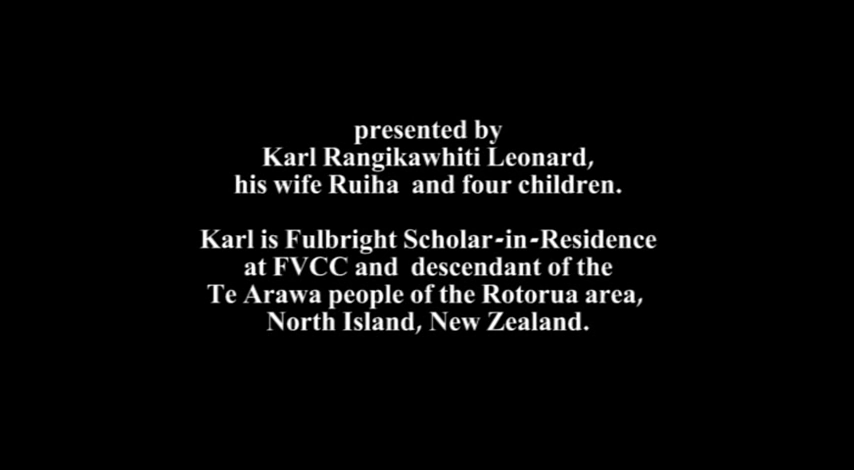 presented by
Karl Rangikawhiti Leonard,
his wife Ruiha and four children.
Karl is Fulbright Scholar-in-Residence
at FVCC and descendant of the
Te Arawa people of the Rotorua area,
North Island, New Zealand.